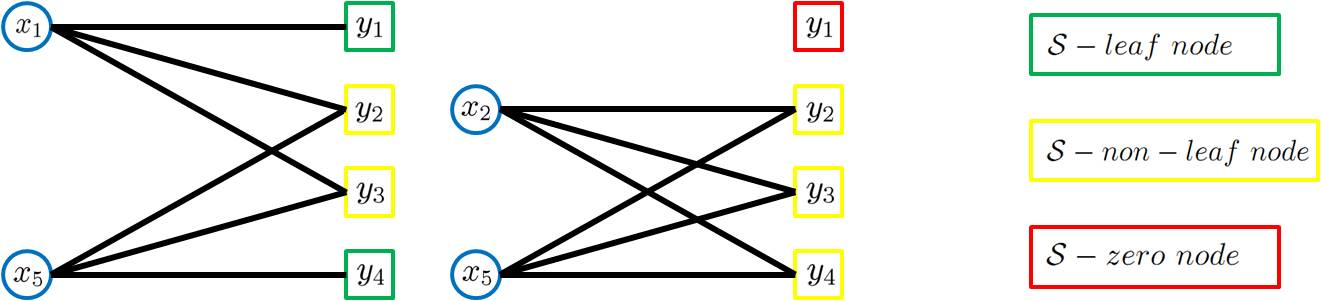 x₁ y₁ y₁ 𝒮 − leaf node
x₂ y₂ y₂ 𝒮 − non − leaf node
y₃ y₃
x₅ y₄ x₅ y₄ 𝒮 − zero node